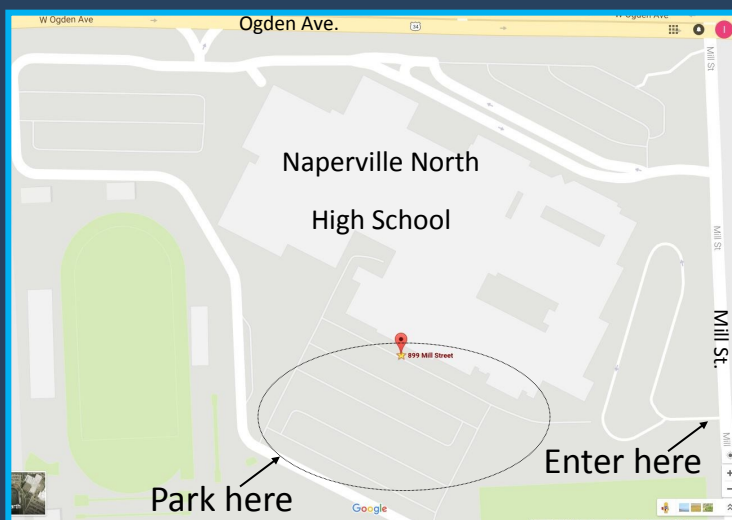 W Ogden Ave
Ogden Ave.
34
W Ogden Ave
I
Mill St
Naperville North
High School
Mill St
Mill St.
899 Mill Street
Mill
Enter here
Park here
Google